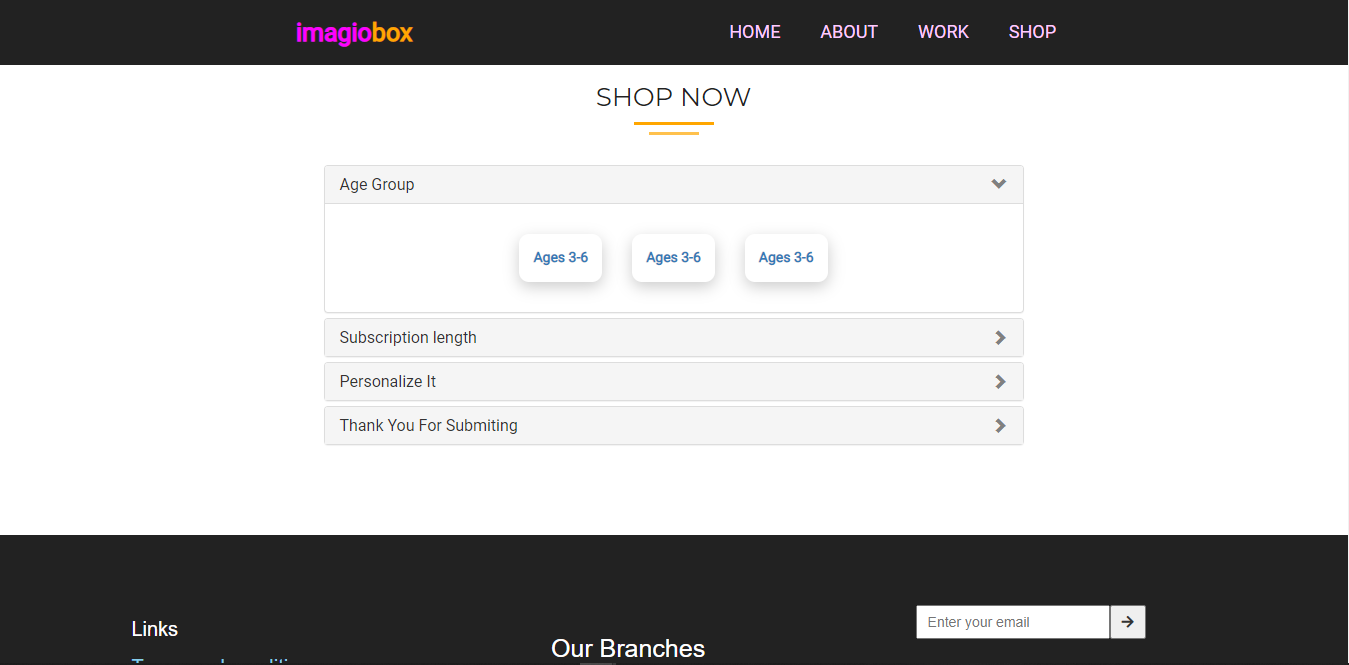 imagiobox HOME ABOUT WORK SHOP
SHOP NOW
Age Group
Ages 3-6 Ages 3-6 Ages 3-6
Subscription length
Personalize It
Thank You For Submiting
Enter your email
Links
Our Branches